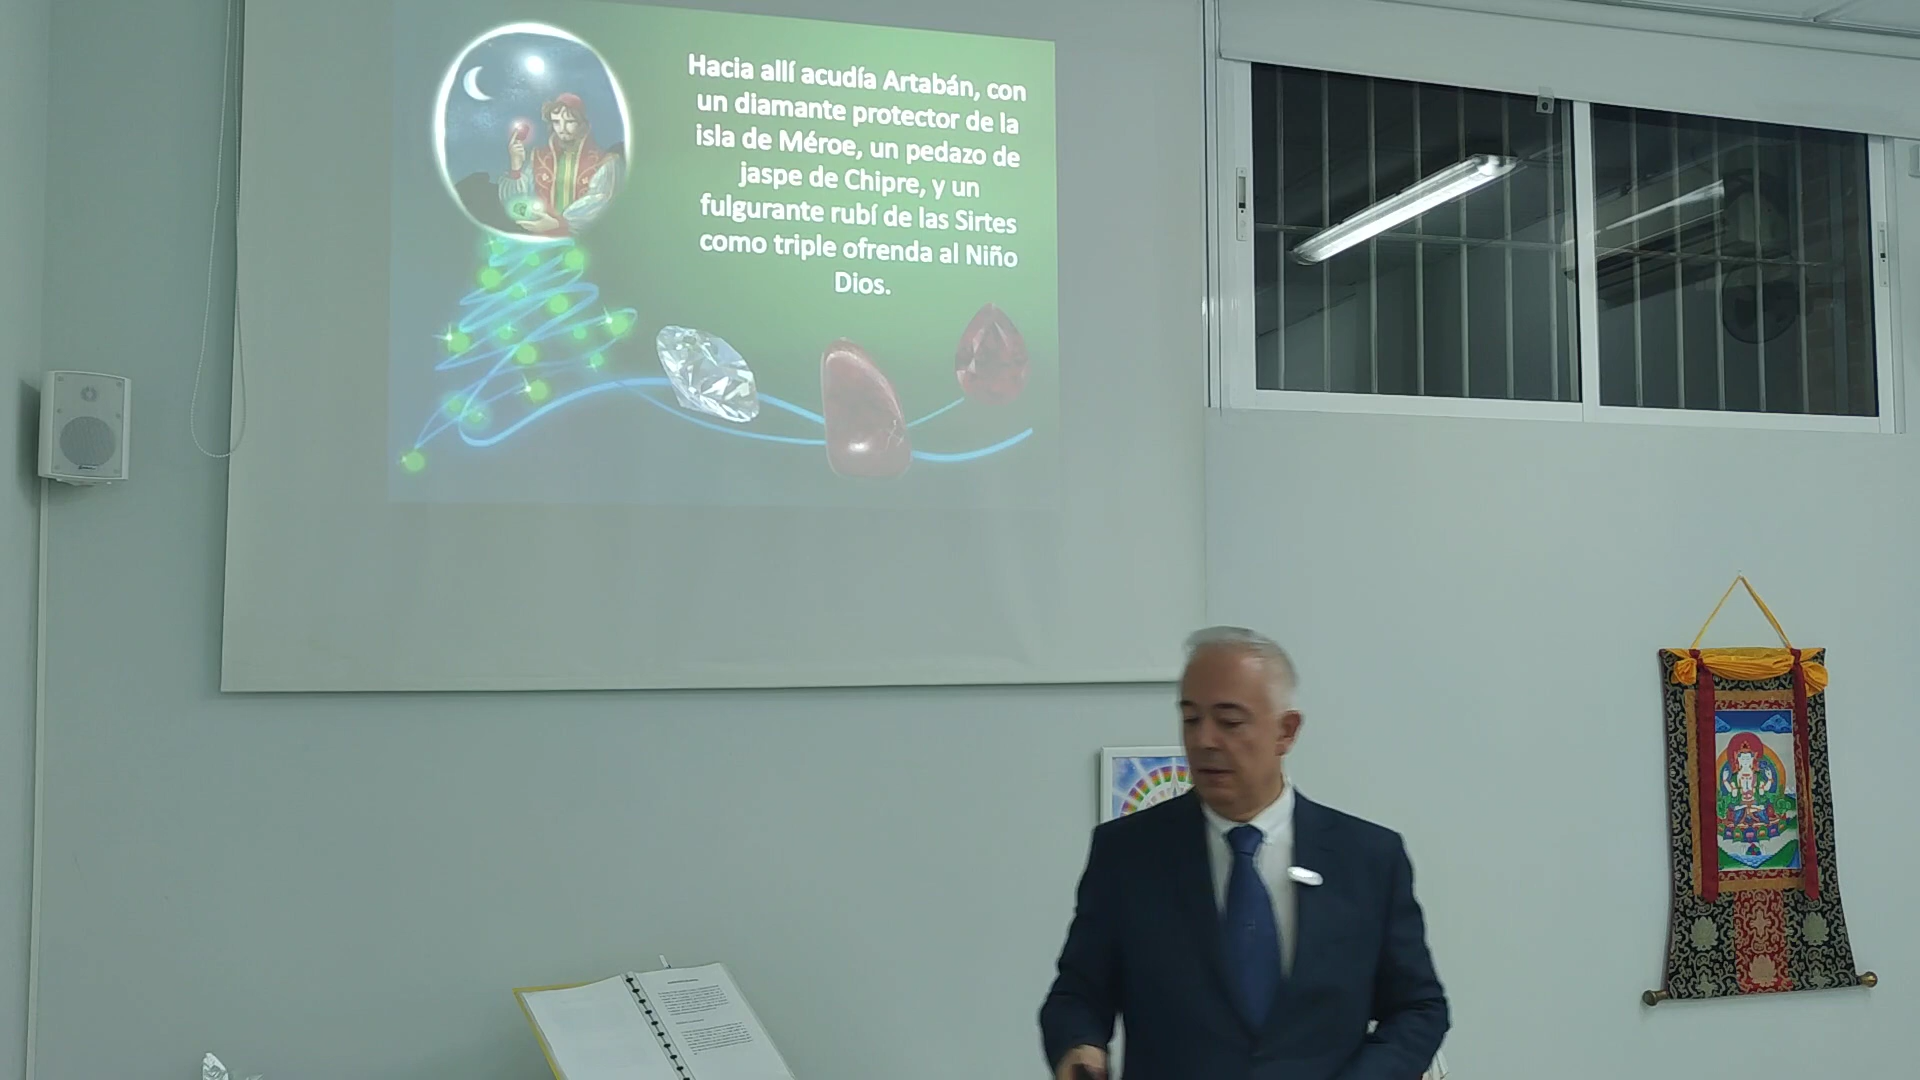 Hacia allí acudía Artabán, con
un diamante protector de la
isla de Méroe, un pedazo de
jaspe de Chipre, y un
fulgurante rubí de las Sirtes
como triple ofrenda al Niño
Dios.